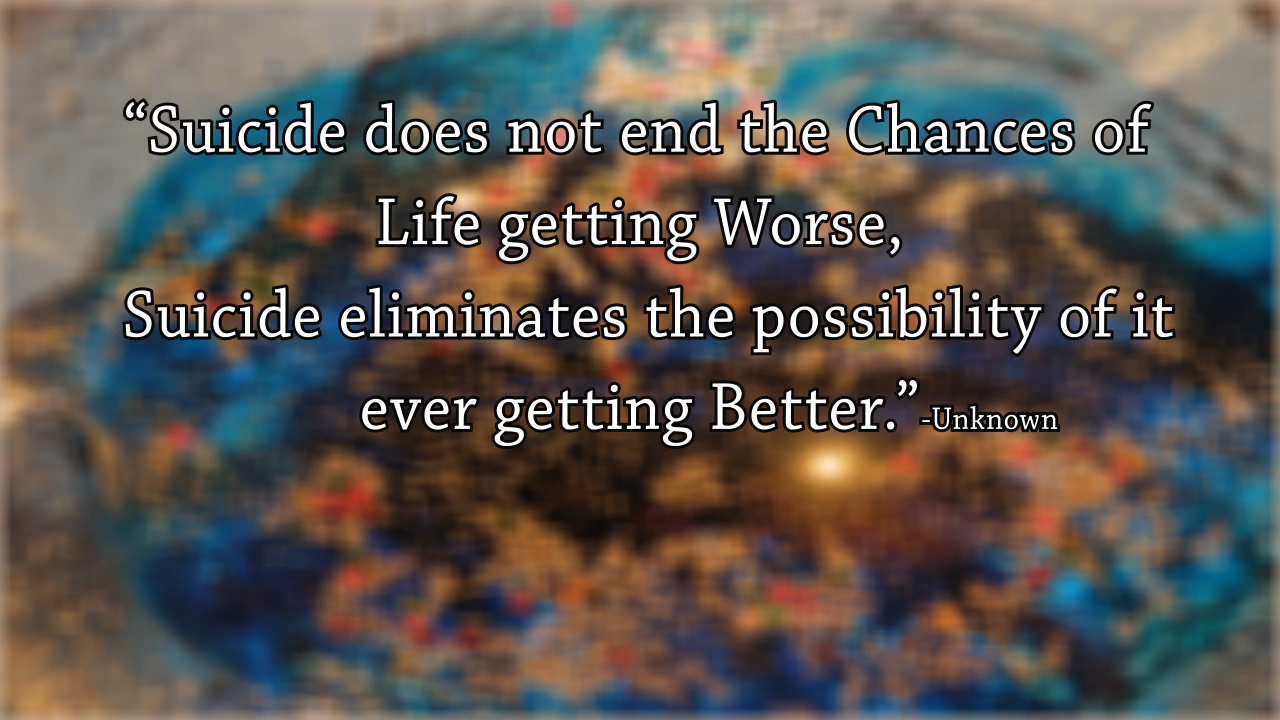 “Suicide does not end the Chances of
Life getting Worse,
Suicide eliminates the possibility of it
ever getting Better.” -Unknown